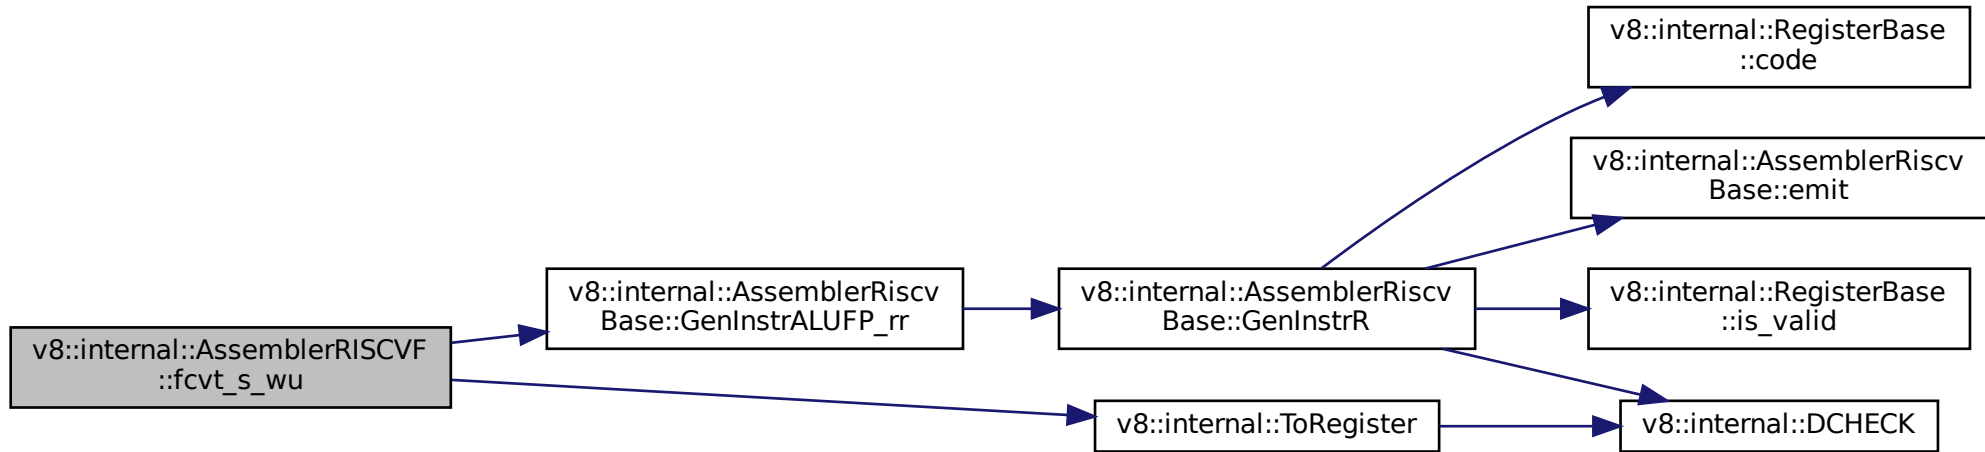 v8::internal::RegisterBase
::code
v8::internal::AssemblerRiscv
Base::emit
v8::internal::AssemblerRiscv
Base::GenInstrALUFP_rr
v8::internal::AssemblerRiscv
Base::GenInstrR
v8::internal::RegisterBase
::is_valid
v8::internal::AssemblerRISCVF
::fcvt_s_wu
v8::internal::ToRegister
v8::internal::DCHECK